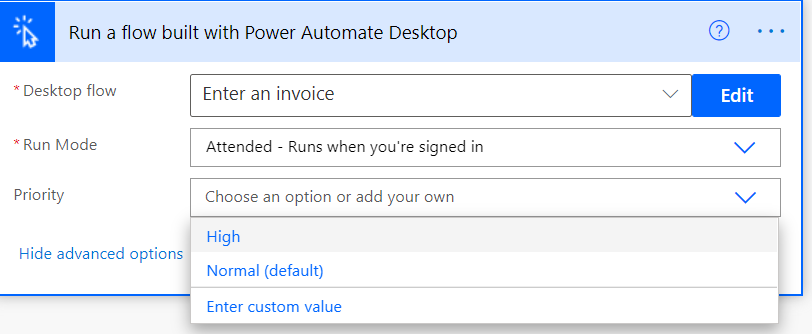 Run a flow built with Power Automate Desktop
* Desktop flow
Enter an invoice
Edit
* Run Mode
Attended - Runs when you're signed in
Priority
Choose an option or add your own
High
Hide advanced options
Normal (default)
Enter custom value